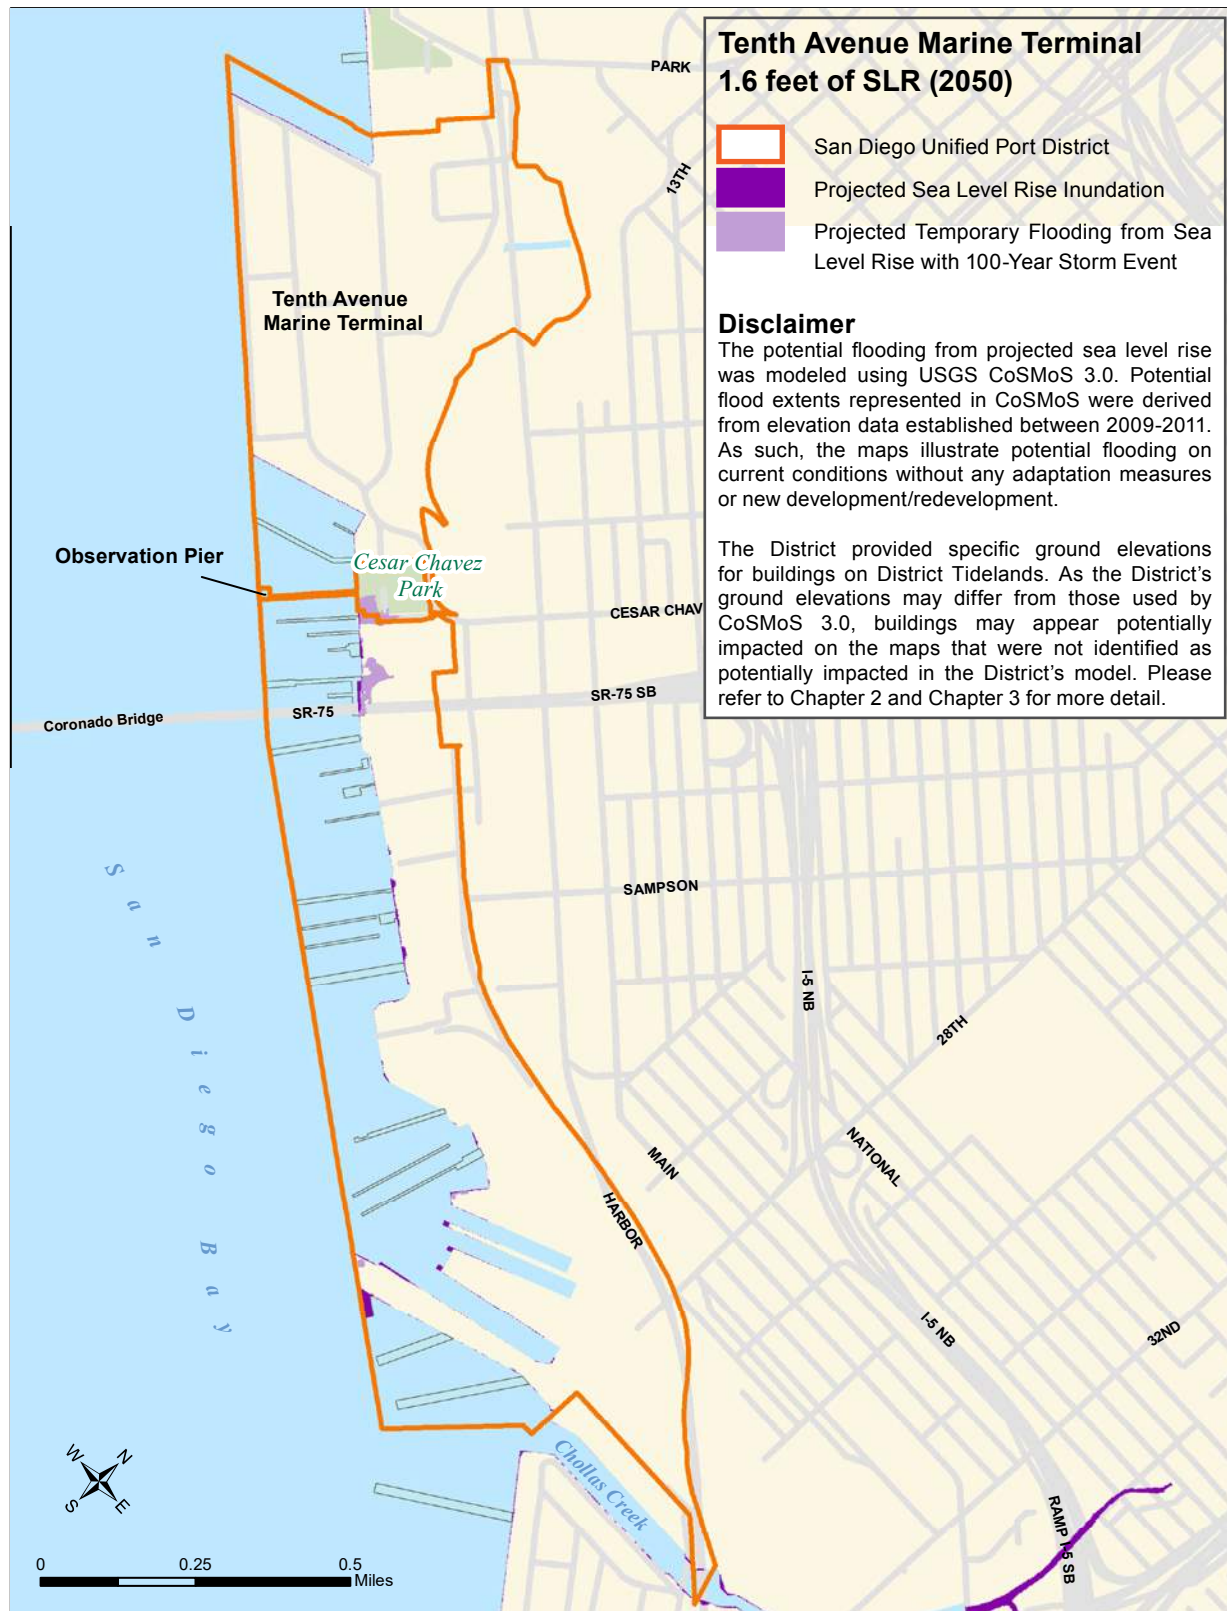 Tenth Avenue Marine Terminal
1.6 feet of SLR (2050)
San Diego Unified Port District
Projected Sea Level Rise Inundation
Projected Temporary Flooding from Sea
Level Rise with 100-Year Storm Event
Disclaimer
The potential flooding from projected sea level rise
was modeled using USGS CoSMoS 3.0. Potential
flood extents represented in CoSMoS were derived
from elevation data established between 2009-2011.
As such, the maps illustrate potential flooding on
current conditions without any adaptation measures
or new development/redevelopment.
The District provided specific ground elevations
for buildings on District Tidelands. As the District’s
ground elevations may differ from those used by
CoSMoS 3.0, buildings may appear potentially
impacted on the maps that were not identified as
potentially impacted in the District’s model. Please
refer to Chapter 2 and Chapter 3 for more detail.
PARK
13TH
Tenth Avenue
Marine Terminal
Observation Pier
Cesar Chavez
Park
CESAR CHAV
SR-75 SB
SR-75
Coronado Bridge
SAMPSON
San Diego Bay
I-5 NB
28TH
MAIN
NATIONAL
HARBOR
I-5 NB
32ND
Chollas Creek
RAMP I-5 SB
W
N
S
E
0
0.25
0.5
Miles